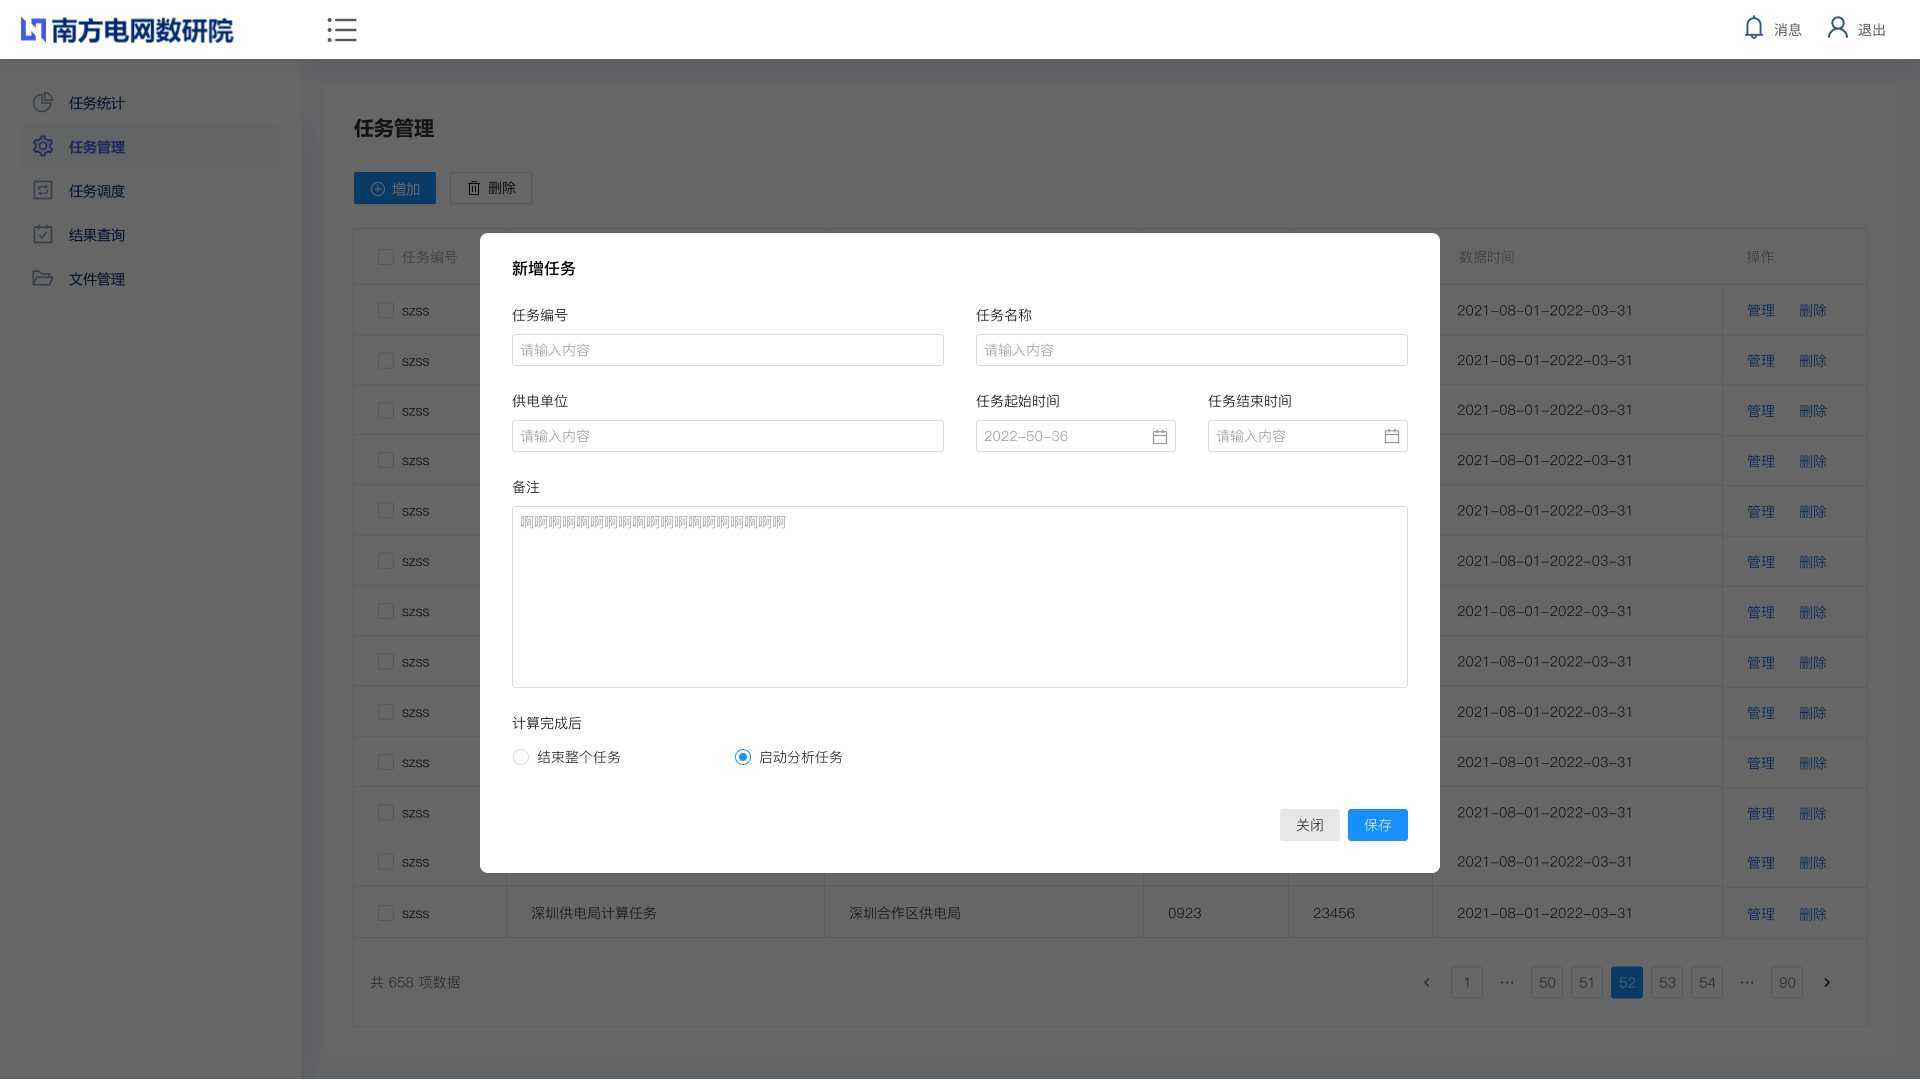 南方电网数研院
消息 退出
任务统计
任务管理
任务调度
结果查询
文件管理
任务管理
增加 删除
任务编号 数据时间 操作
szss 2021-08-01-2022-03-31 管理 删除
szss 2021-08-01-2022-03-31 管理 删除
szss 2021-08-01-2022-03-31 管理 删除
szss 2021-08-01-2022-03-31 管理 删除
szss 2021-08-01-2022-03-31 管理 删除
szss 2021-08-01-2022-03-31 管理 删除
szss 2021-08-01-2022-03-31 管理 删除
szss 2021-08-01-2022-03-31 管理 删除
szss 2021-08-01-2022-03-31 管理 删除
szss 2021-08-01-2022-03-31 管理 删除
szss 2021-08-01-2022-03-31 管理 删除
szss 2021-08-01-2022-03-31 管理 删除
szss 深圳供电局计算任务 深圳合作区供电局 0923 23456 2021-08-01-2022-03-31 管理 删除
共 658 项数据 1 ··· 50 51 52 53 54 ··· 90
新增任务
任务编号 任务名称
请输入内容 请输入内容
供电单位 任务起始时间 任务结束时间
请输入内容 2022-50-36 请输入内容
备注
啊啊啊啊啊啊啊啊啊啊啊啊啊啊啊啊啊啊啊
计算完成后
结束整个任务 启动分析任务
关闭 保存